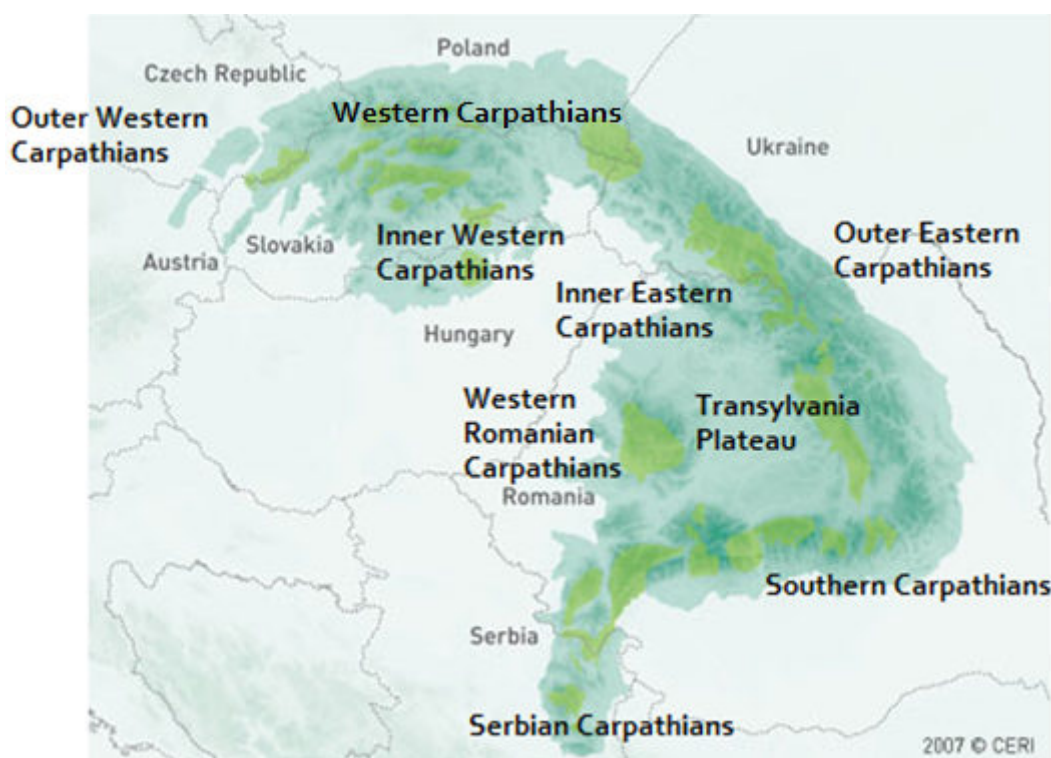 Poland
Czech Republic
Western Carpathians
Outer Western
Carpathians
Ukraine
Inner Western
Carpathians
Slovakia
Austria
Outer Eastern
Carpathians
Inner Eastern
Carpathians
Hungary
Western
Romanian
Carpathians
Transylvania
Plateau
Romania
Southern Carpathians
Serbia
Serbian Carpathians
2007 © CERI